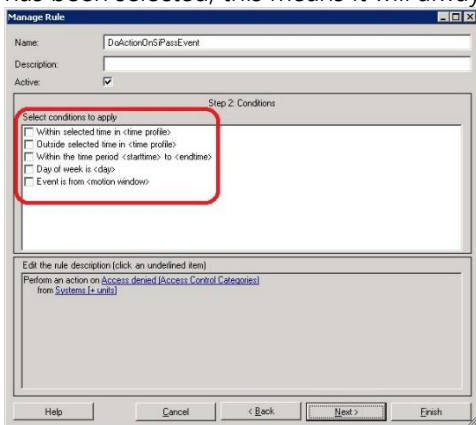 has been selected, this means it will alway
Manage Rule
Name: DoActionOnSiPassEvent
Description:
Active:
Step 2: Conditions
Select conditions to apply
Within selected time in <time profile>
Outside selected time in <time profile>
Within the time period <starttime> to <endtime>
Day of week is <day>
Event is from <motion window>
Edit the rule description (click an underlined item)
Perform an action on Access denied (Access Control Categories)
from Systems [+ units]
Help Cancel < Back Next > Finish